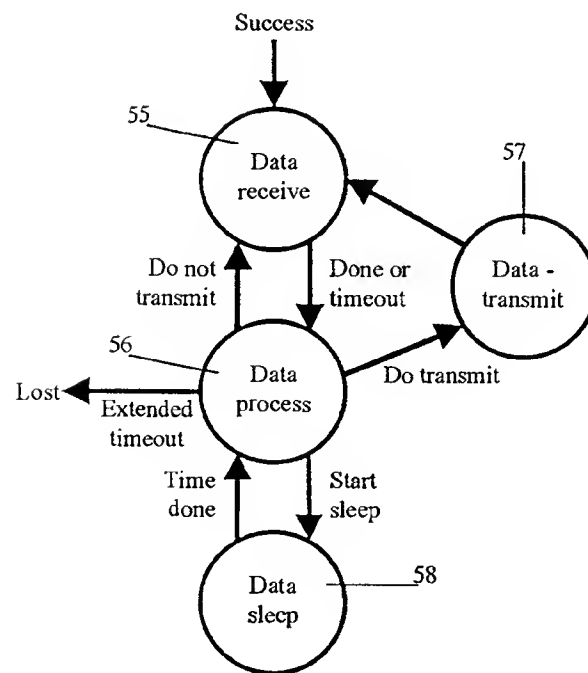 Success
55
Data
receive
57
Data -
transmit
Do not
transmit
Done or
timeout
56
Data
process
Do transmit
Lost
Extended
timeout
Time
done
Start
sleep
Data
sleep
58